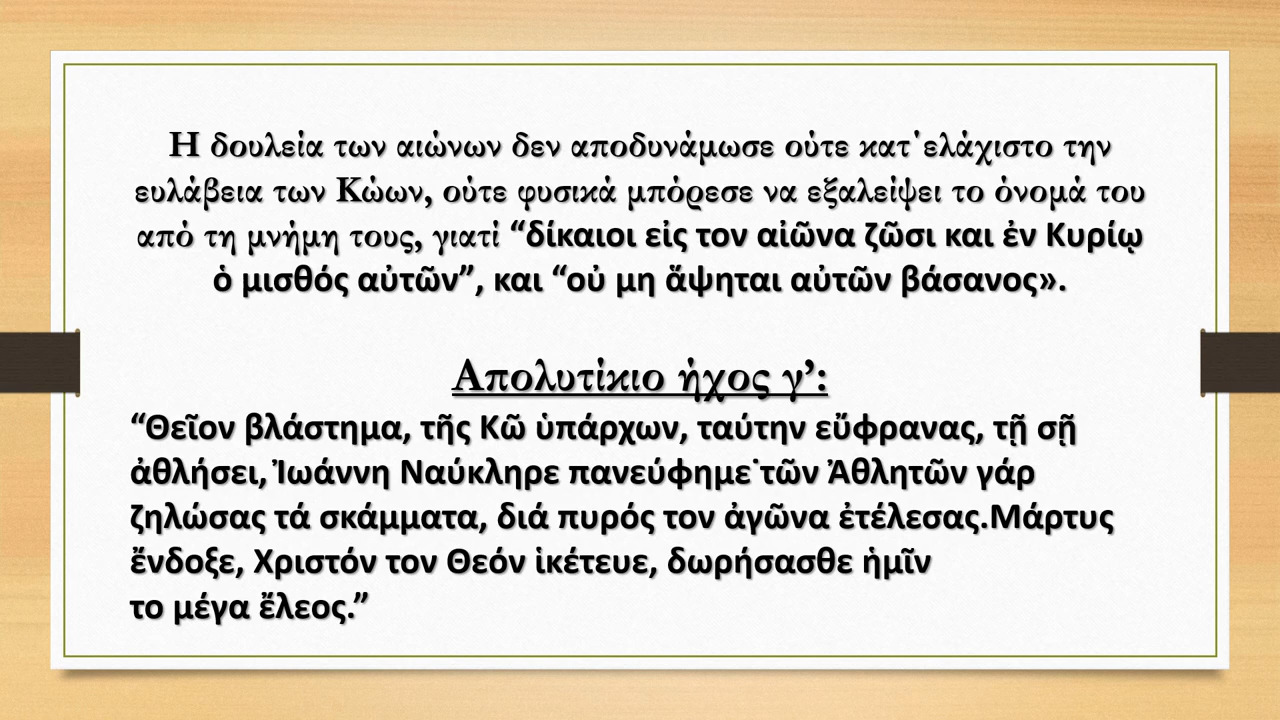 Η δουλεία των αιώνων δεν αποδυνάμωσε ούτε κατ΄ελάχιστο την
ευλάβεια των Κώων, ούτε φυσικά μπόρεσε να εξαλείψει το όνομά του
από τη μνήμη τους, γιατί “δίκαιοι εἰς τον αἰῶνα ζῶσι και ἐν Κυρίῳ
ὁ μισθός αὐτῶν”, και “οὐ μη ἅψηται αὐτῶν βάσανος».
Απολυτίκιο ήχος γ’:
“Θεῖον βλάστημα, τῆς Κῶ ὑπάρχων, ταύτην εὔφρανας, τῇ σῇ
ἀθλήσει, Ἰωάννη Ναύκληρε πανεύφημε˙τῶν Ἀθλητῶν γάρ
ζηλώσας τά σκάμματα, διά πυρός τον ἀγῶνα ἐτέλεσας.Μάρτυς
ἔνδοξε, Χριστόν τον Θεόν ἱκέτευε, δωρήσασθε ἡμῖν
το μέγα ἔλεος.”